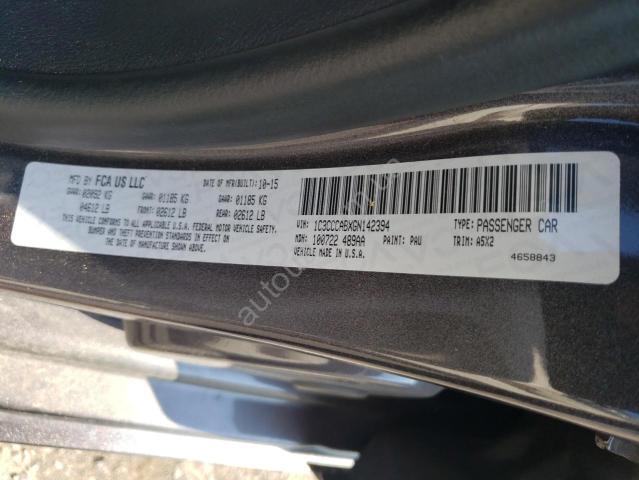 MFD BY FCA US LLC
DATE OF MFR(BUILT): 10-15
GAWR: 02092 KG
GAWR: 01185 KG
GAWR: 01185 KG
04612 LB
FRONT: 02612 LB
REAR: 02612 LB
THIS VEHICLE CONFORMS TO ALL APPLICABLE U.S.A. FEDERAL MOTOR VEHICLE SAFETY,
BUMPER, AND THEFT PREVENTION STANDARDS IN EFFECT ON
THE DATE OF MANUFACTURE SHOWN ABOVE.
VIN: 1C3CCCABXGN142394
TYPE: PASSENGER CAR
MDH: 100722 489AA
PAINT: PAU
TRIM: A5X2
VEHICLE MADE IN U.S.A.
4658843